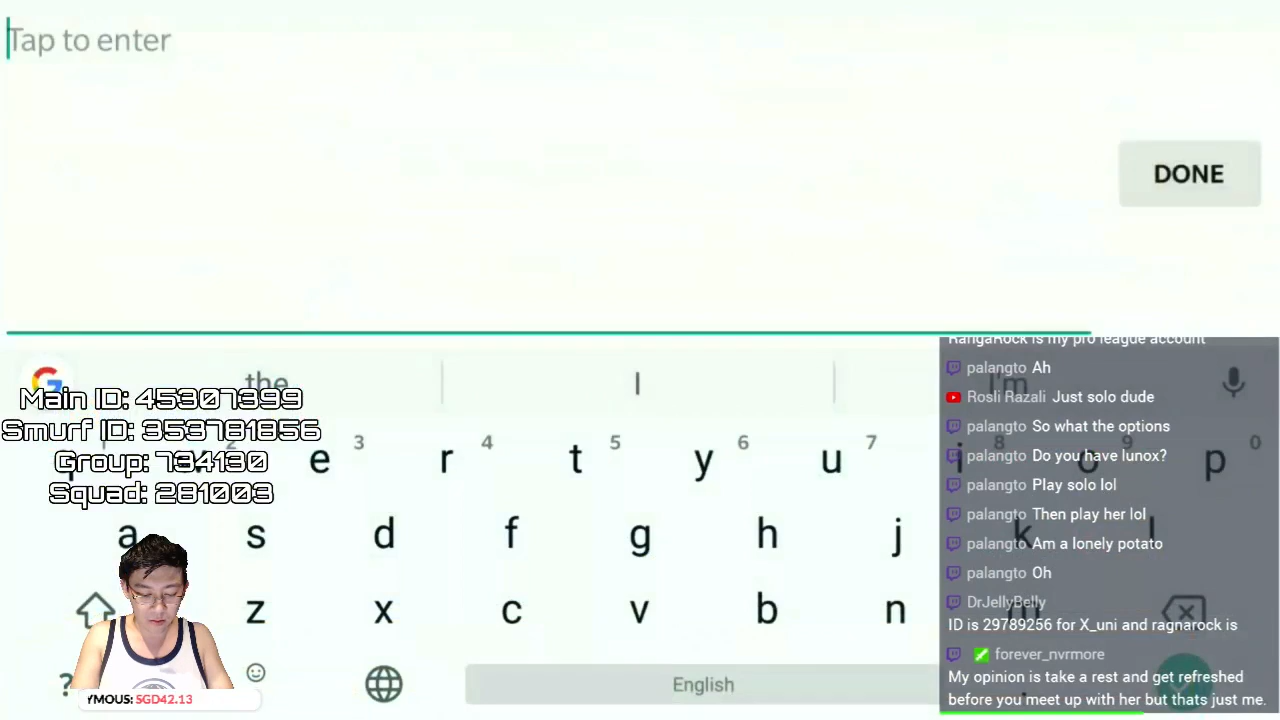 Tap to enter
DONE
the
I
I'm
Main ID: 45307399
Smurf ID: 353781856
Group: 734130
Squad: 281003
2 3 4 5 6 7 8 9 0
e r t y u i o p
a s d f g h j k l
z x c v b n m
?
English
YMOUS: SGD42.13
RangaRock is my pro league account
palangto Ah
Rosli Razali Just solo dude
palangto So what the options
palangto Do you have lunox?
palangto Play solo lol
palangto Then play her lol
palangto Am a lonely potato
palangto Oh
DrJellyBelly
ID is 29789256 for X_uni and ragnarock is
forever_nvrmore
My opinion is take a rest and get refreshed
before you meet up with her but thats just me.